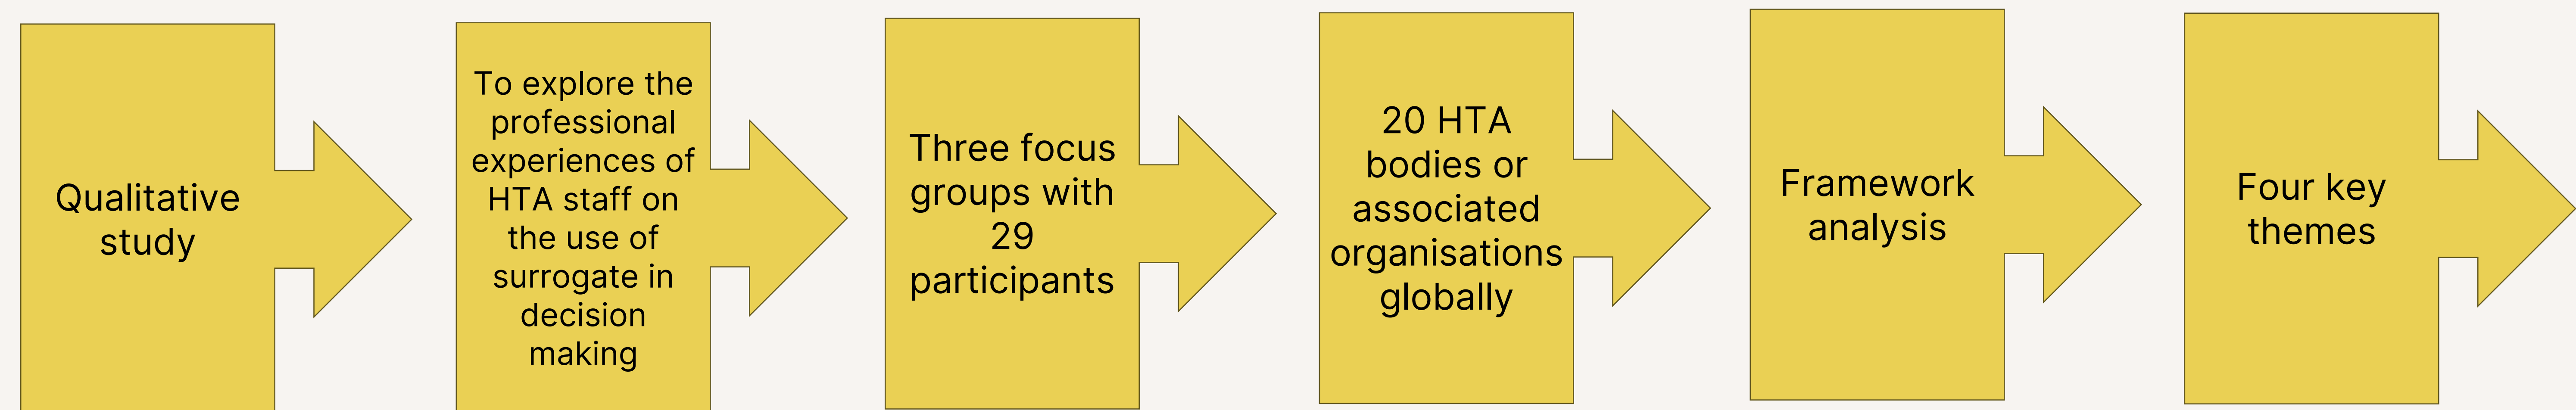 Qualitative
study
To explore the
professional
experiences of
HTA staff on
the use of
surrogate in
decision
making
Three focus
groups with
29
participants
20 HTA
bodies or
associated
organisations
globally
Framework
analysis
Four key
themes